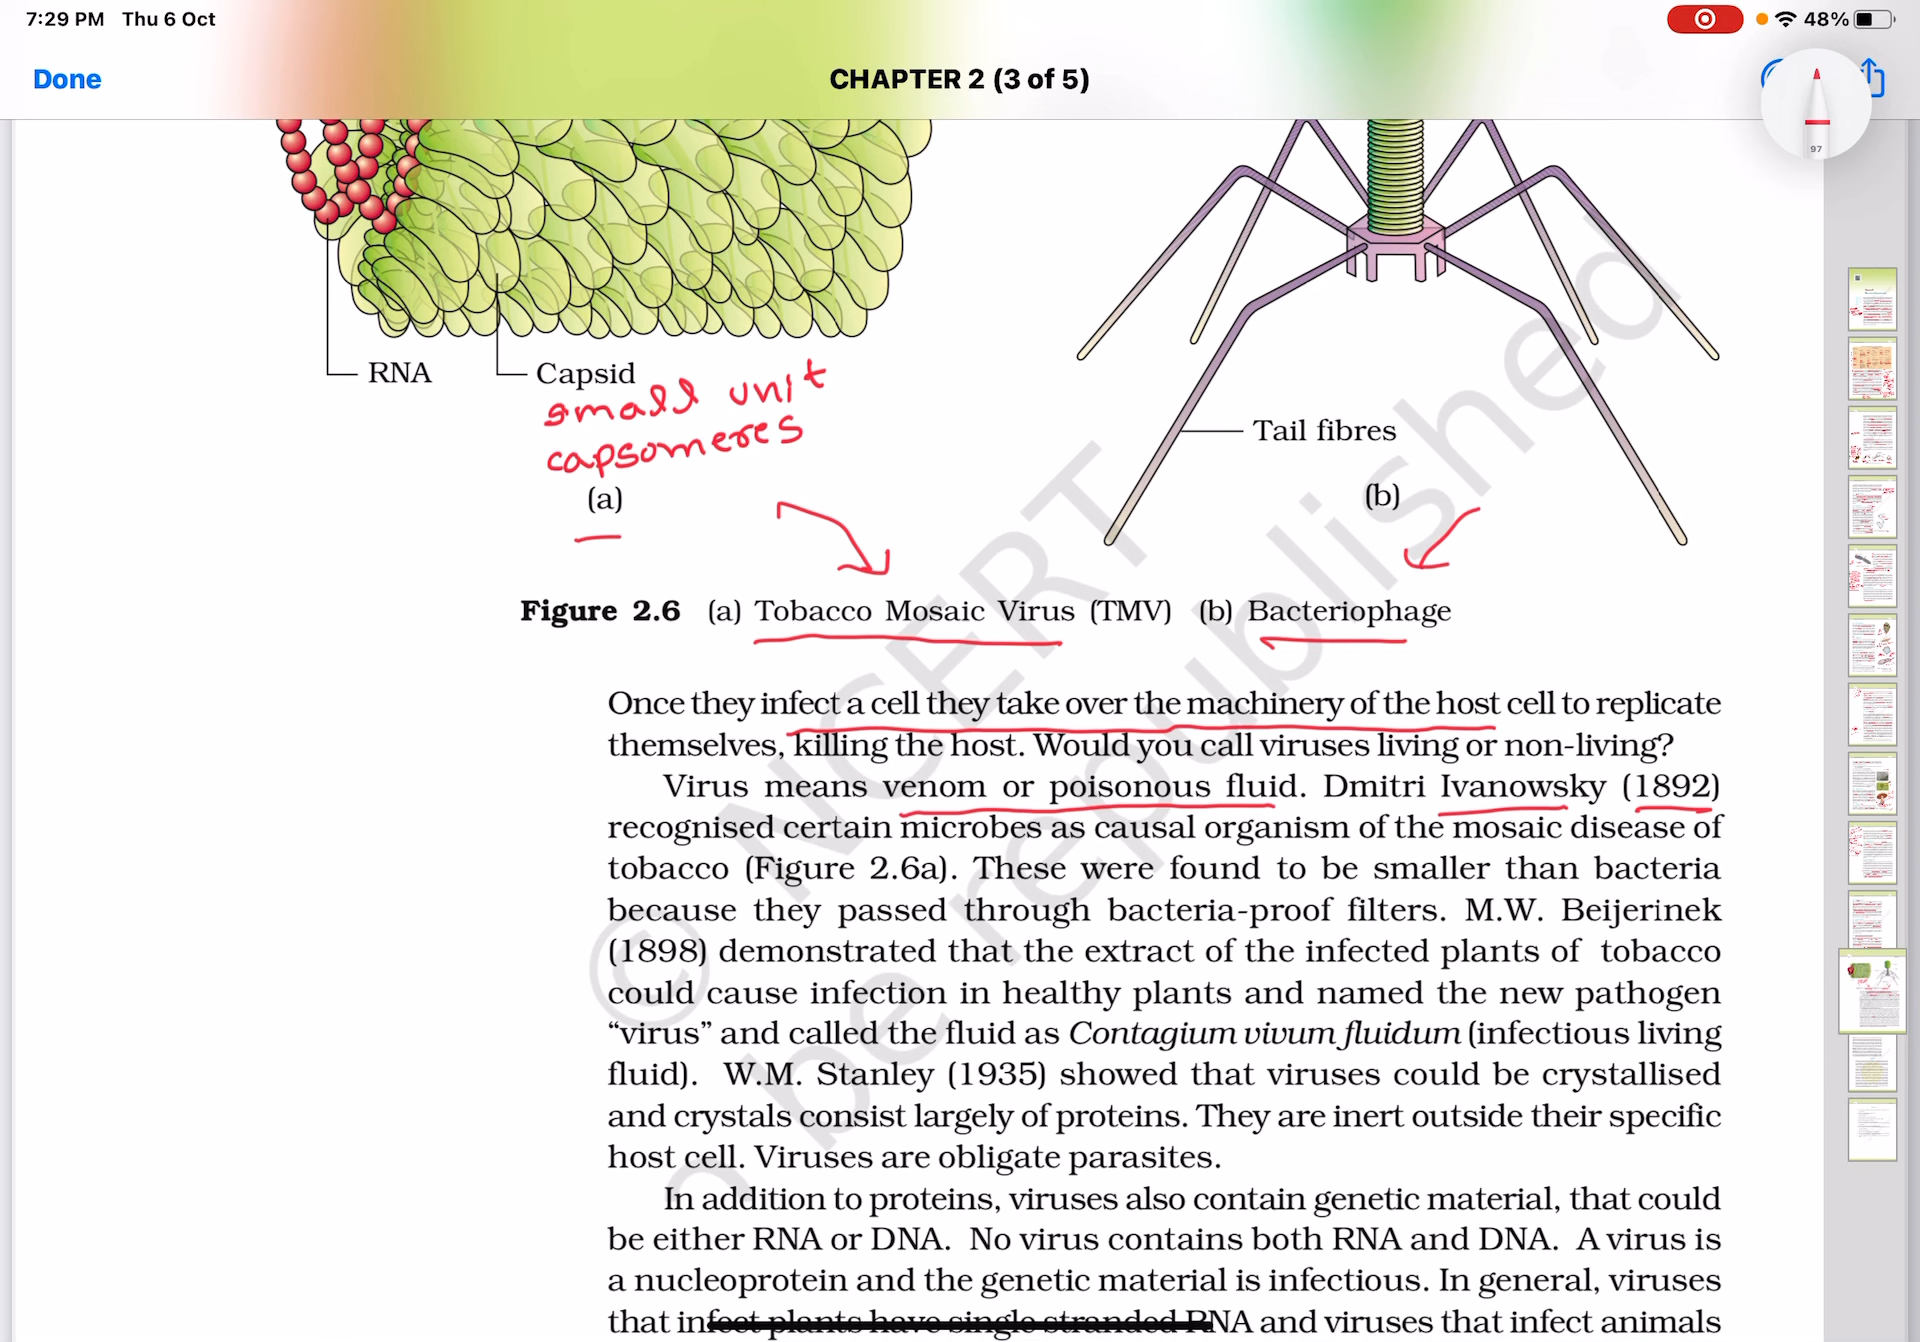 7:29 PM Thu 6 Oct
48%
Done
CHAPTER 2 (3 of 5)
97
RNA
Capsid
small unit
capsomeres
Tail fibres
(a)
(b)
Figure 2.6 (a) Tobacco Mosaic Virus (TMV) (b) Bacteriophage
Once they infect a cell they take over the machinery of the host cell to replicate
themselves, killing the host. Would you call viruses living or non-living?
Virus means venom or poisonous fluid. Dmitri Ivanowsky (1892)
recognised certain microbes as causal organism of the mosaic disease of
tobacco (Figure 2.6a). These were found to be smaller than bacteria
because they passed through bacteria-proof filters. M.W. Beijerinek
(1898) demonstrated that the extract of the infected plants of tobacco
could cause infection in healthy plants and named the new pathogen
“virus” and called the fluid as Contagium vivum fluidum (infectious living
fluid). W.M. Stanley (1935) showed that viruses could be crystallised
and crystals consist largely of proteins. They are inert outside their specific
host cell. Viruses are obligate parasites.
In addition to proteins, viruses also contain genetic material, that could
be either RNA or DNA. No virus contains both RNA and DNA. A virus is
a nucleoprotein and the genetic material is infectious. In general, viruses
that infect plants have single stranded RNA and viruses that infect animals
© NCERT
be republished